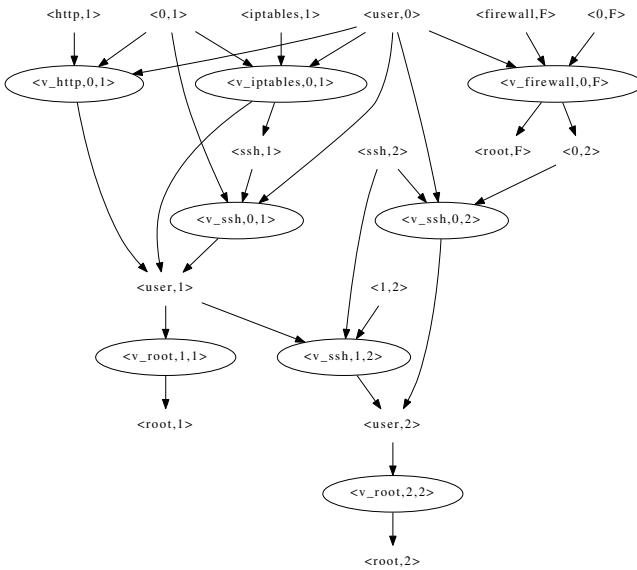 <http,1> <0,1> <iptables,1> <user,0> <firewall,F> <0,F>
<v_http,0,1> <v_iptables,0,1> <v_firewall,0,F>
<ssh,1> <ssh,2> <root,F> <0,2>
<v_ssh,0,1> <v_ssh,0,2>
<user,1> <1,2>
<v_root,1,1> <v_ssh,1,2>
<root,1> <user,2>
<v_root,2,2>
<root,2>